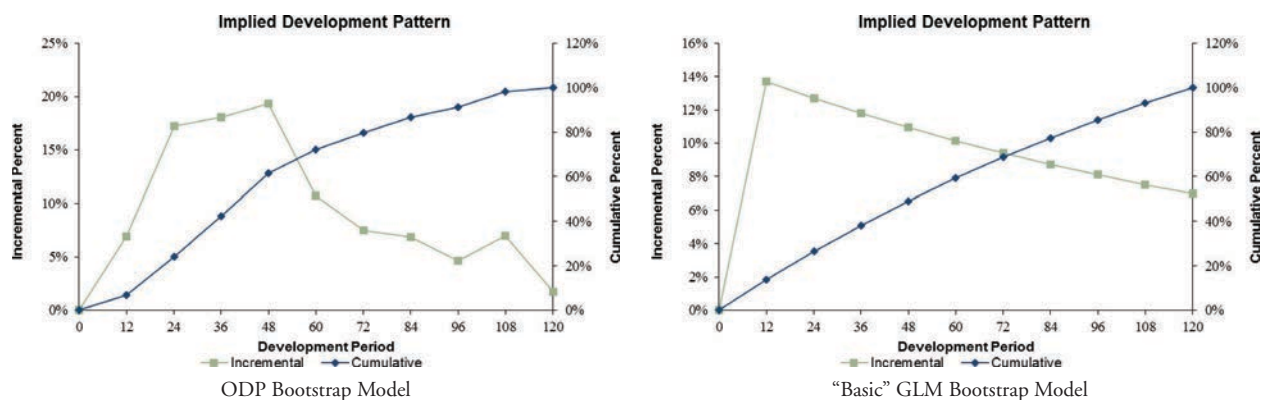 Implied Development Pattern
25%
20%
15%
10%
5%
0%
120%
100%
80%
60%
40%
20%
0%
Incremental Percent
Cumulative Percent
0 12 24 36 48 60 72 84 96 108 120
Development Period
Incremental Cumulative
ODP Bootstrap Model
Implied Development Pattern
16%
14%
12%
10%
8%
6%
4%
2%
0%
120%
100%
80%
60%
40%
20%
0%
Incremental Percent
Cumulative Percent
0 12 24 36 48 60 72 84 96 108 120
Development Period
Incremental Cumulative
“Basic” GLM Bootstrap Model